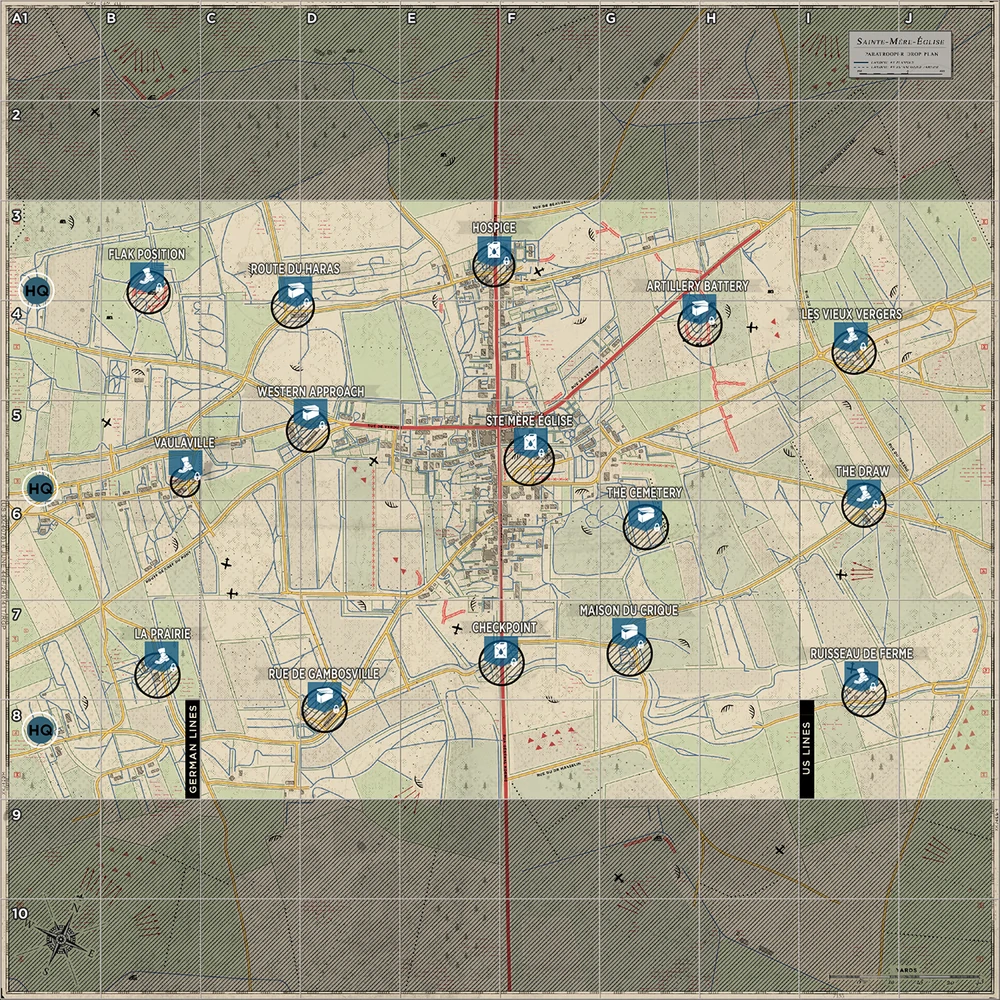 A1 B C D E F G H I J
SAINTE-MÈRE-ÉGLISE
PARATROOPER DROP PLAN
2
3
HOSPICE
FLAK POSITION
ROUTE DU HARAS
HQ
ARTILLERY BATTERY
4
LES VIEUX VERGERS
WESTERN APPROACH
5
STE MÈRE ÉGLISE
VAULAVILLE
THE DRAW
HQ
THE CEMETERY
6
7
MAISON DU CRIQUE
CHECKPOINT
LA PRAIRIE
RUISSEAU DE FERME
RUE DE GAMBOSVILLE
8
HQ
GERMAN LINES
US LINES
9
10
N
E
S
W
YARDS